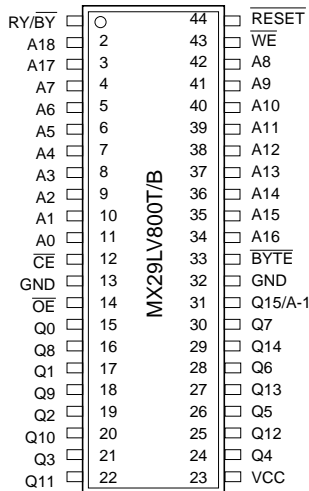 RY/BY 44 RESET
A18 2 43 WE
A17 3 42 A8
A7 4 41 A9
A6 5 40 A10
A5 6 39 A11
A4 7 38 A12
A3 8 37 A13
A2 9 36 A14
A1 10 35 A15
A0 11 34 A16
CE 12 33 BYTE
GND 13 32 GND
OE 14 31 Q15/A-1
Q0 15 30 Q7
Q8 16 29 Q14
Q1 17 28 Q6
Q9 18 27 Q13
Q2 19 26 Q5
Q10 20 25 Q12
Q3 21 24 Q4
Q11 22 23 VCC
MX29LV800T/B